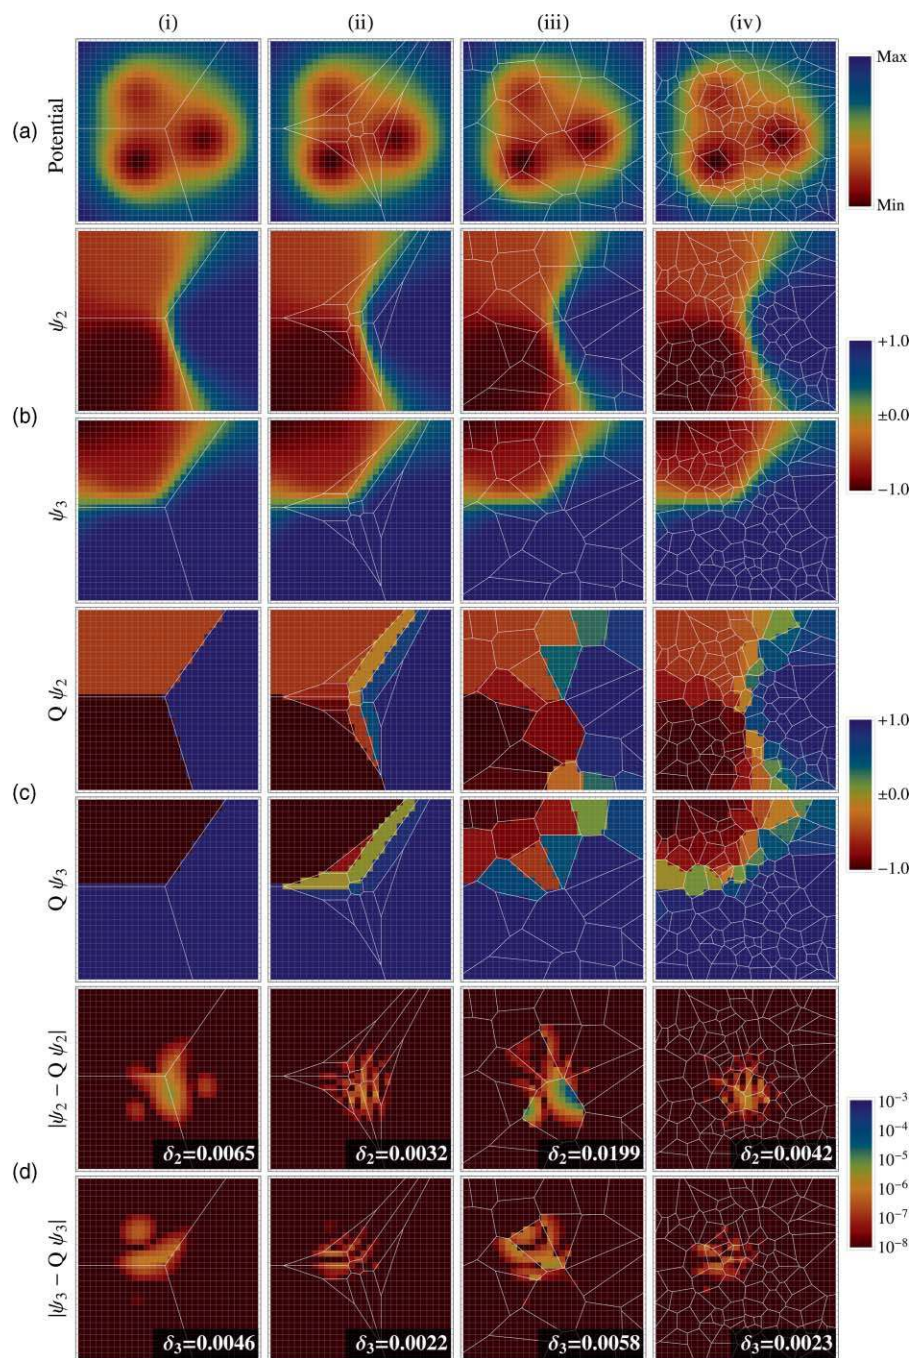 (i) (ii) (iii) (iv)
(a) Potential
Max
Min
ψ2
(b)
+1.0
±0.0
−1.0
ψ3
Q ψ2
(c)
+1.0
±0.0
−1.0
Q ψ3
|ψ2 − Q ψ2|
δ2=0.0065 δ2=0.0032 δ2=0.0199 δ2=0.0042
(d)
10−3
10−4
10−5
10−6
10−7
10−8
|ψ3 − Q ψ3|
δ3=0.0046 δ3=0.0022 δ3=0.0058 δ3=0.0023